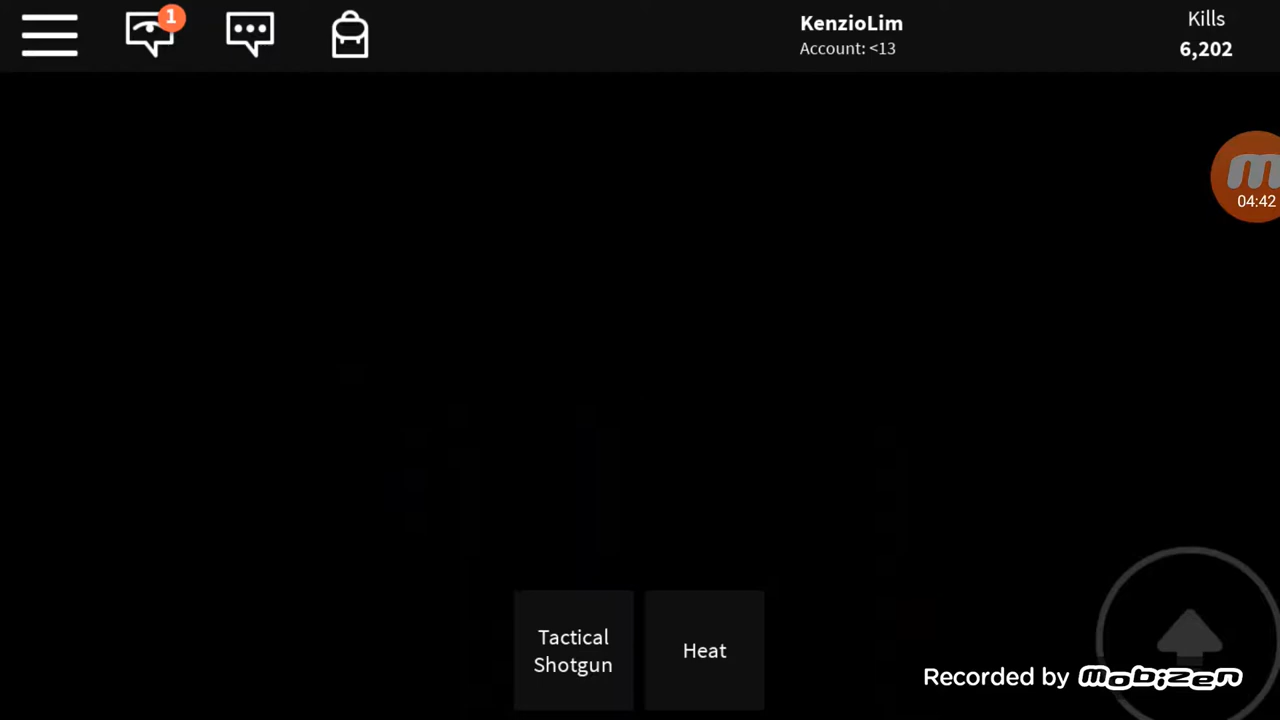 1
KenzioLim
Account: <13
Kills
6,202
04:42
Tactical
Shotgun
Heat
Recorded by mobizen